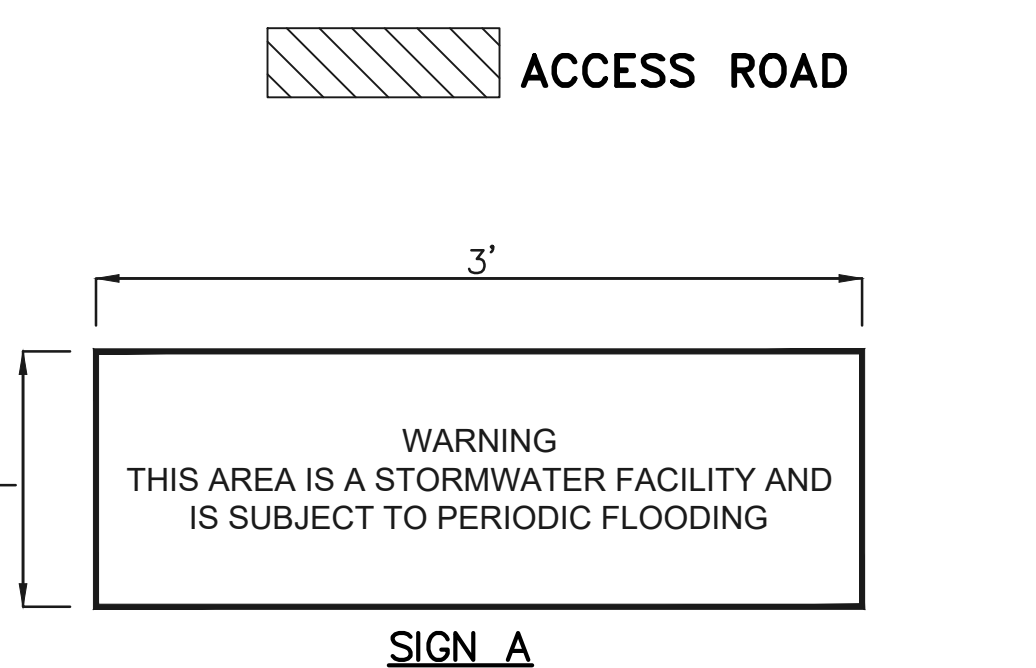 ACCESS ROAD
3'
WARNING
THIS AREA IS A STORMWATER FACILITY AND
IS SUBJECT TO PERIODIC FLOODING
SIGN A